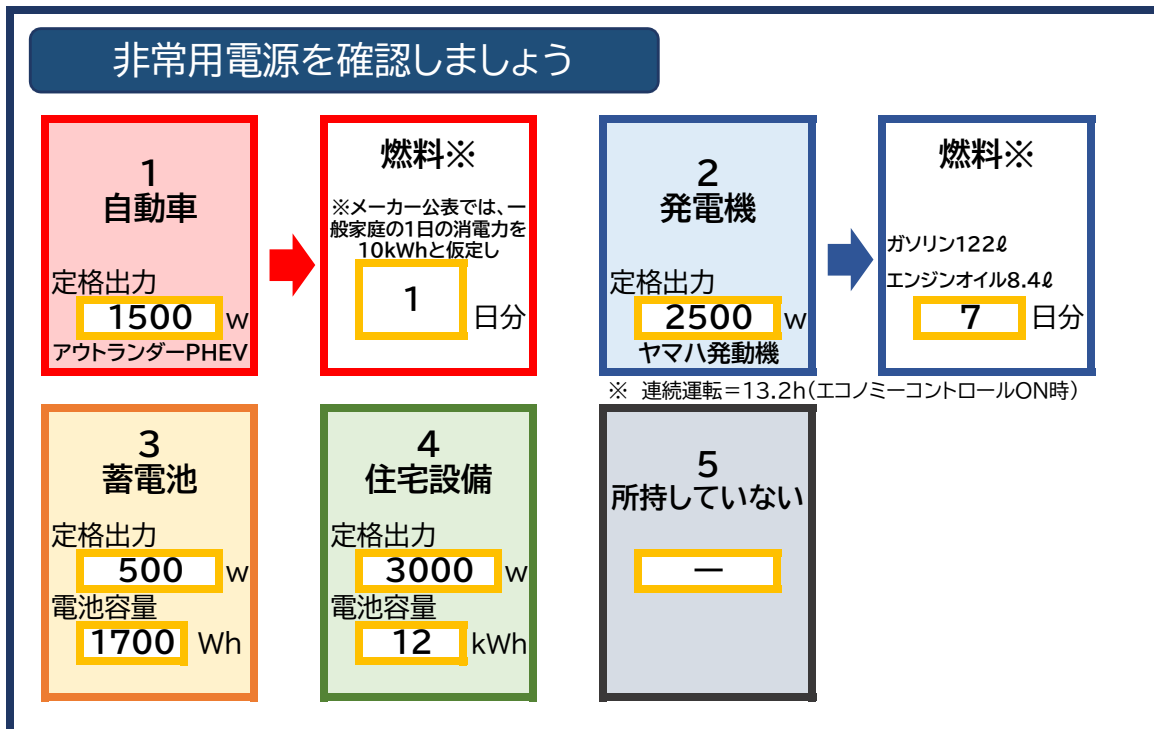 非常用電源を確認しましょう
1
自動車
定格出力
1500 w
アウトランダーPHEV
燃料※
※メーカー公表では、一
般家庭の1日の消電力を
10kWhと仮定し
1 日分
2
発電機
定格出力
2500 w
ヤマハ発動機
燃料※
ガソリン122ℓ
エンジンオイル8.4ℓ
7 日分
※ 連続運転=13.2h(エコノミーコントロールON時)
3
蓄電池
定格出力
500 w
電池容量
1700 Wh
4
住宅設備
定格出力
3000 w
電池容量
12 kWh
5
所持していない
―